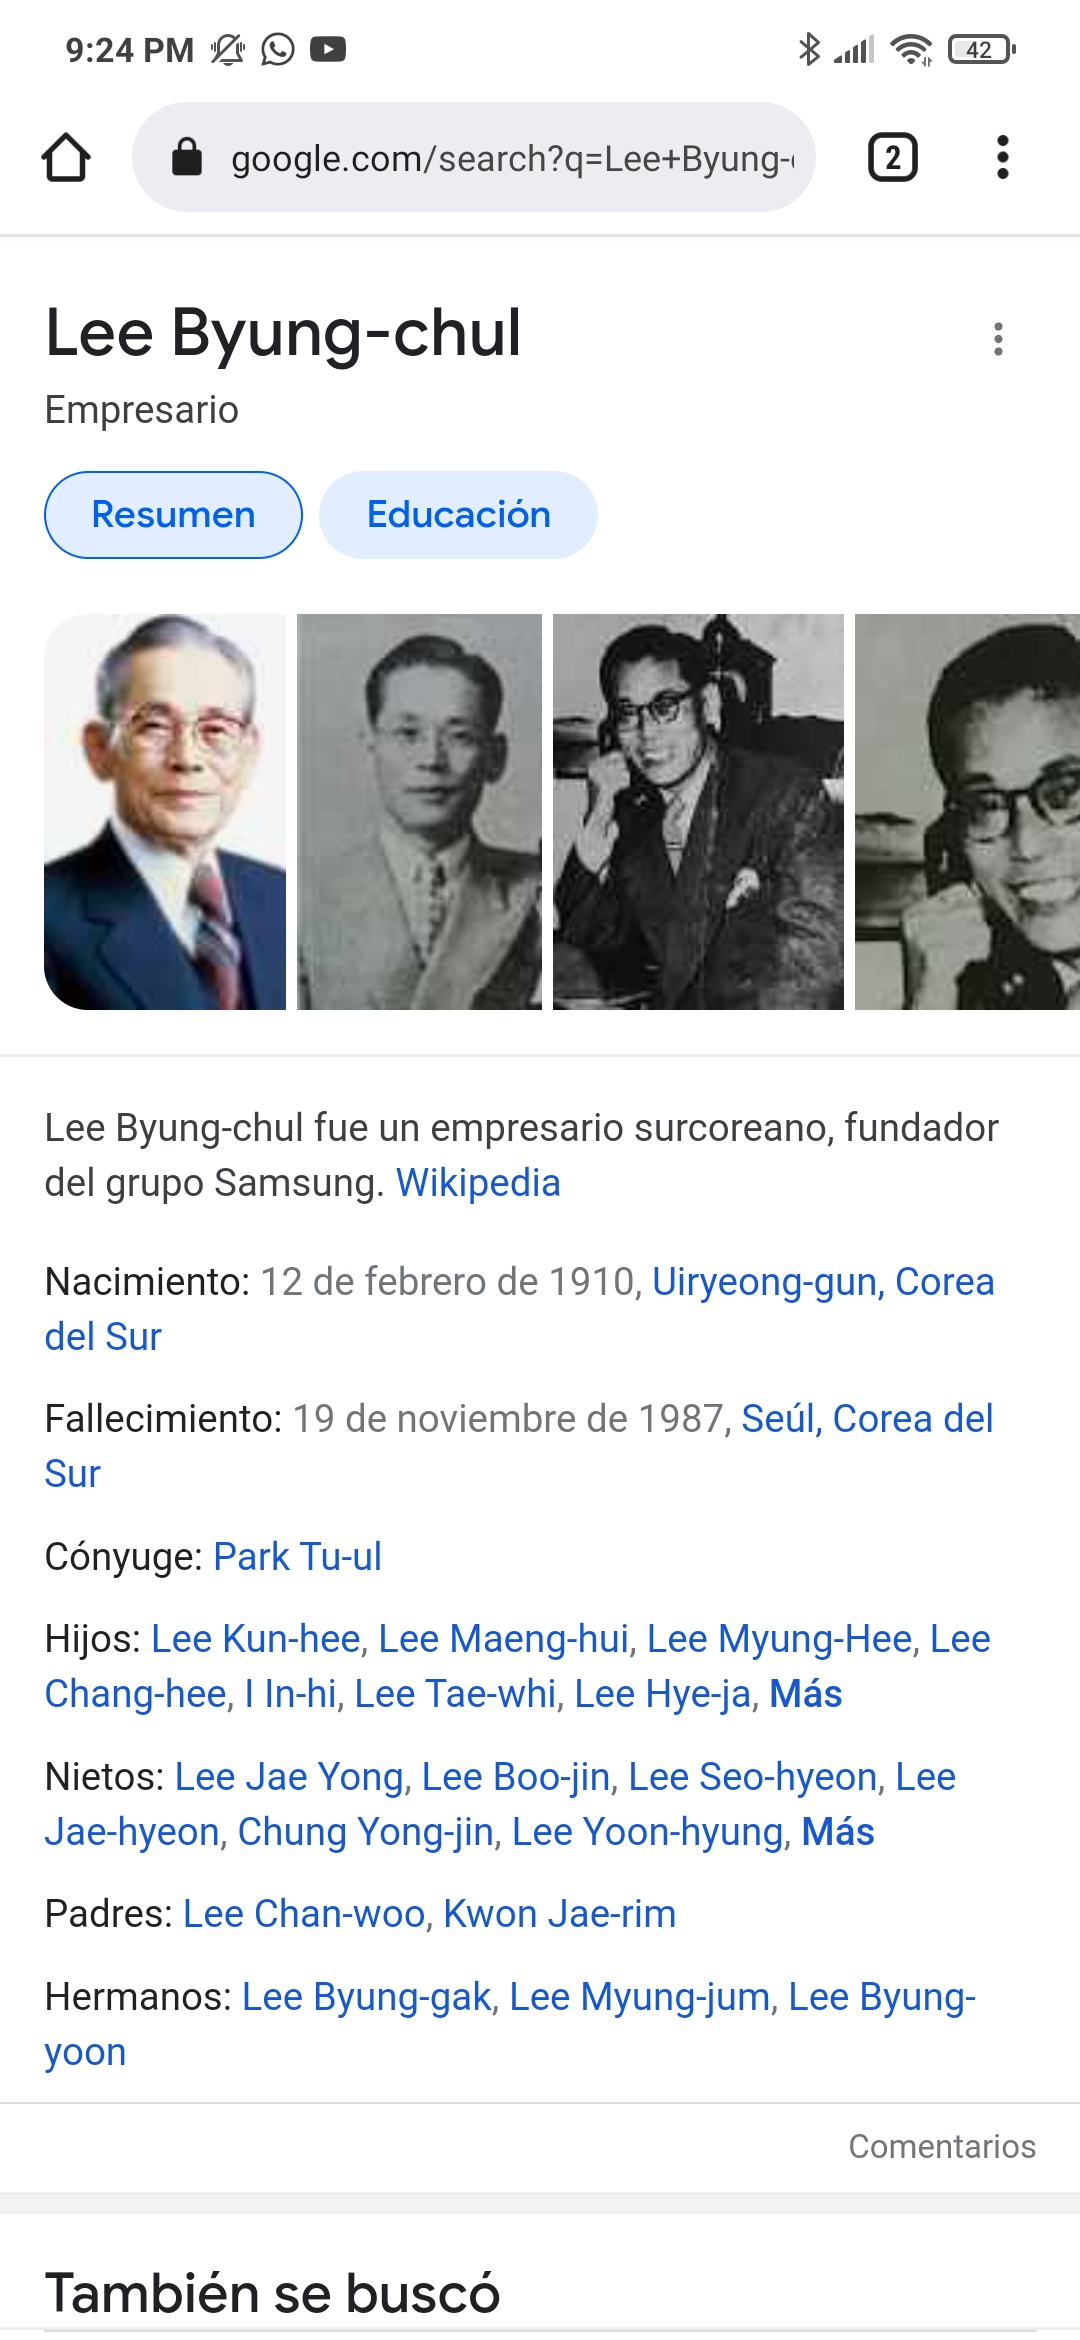 9:24 PM
42
google.com/search?q=Lee+Byung-
2
Lee Byung-chul
Empresario
Resumen
Educación
Lee Byung-chul fue un empresario surcoreano, fundador
del grupo Samsung. Wikipedia
Nacimiento: 12 de febrero de 1910, Uiryeong-gun, Corea
del Sur
Fallecimiento: 19 de noviembre de 1987, Seúl, Corea del
Sur
Cónyuge: Park Tu-ul
Hijos: Lee Kun-hee, Lee Maeng-hui, Lee Myung-Hee, Lee
Chang-hee, I In-hi, Lee Tae-whi, Lee Hye-ja, Más
Nietos: Lee Jae Yong, Lee Boo-jin, Lee Seo-hyeon, Lee
Jae-hyeon, Chung Yong-jin, Lee Yoon-hyung, Más
Padres: Lee Chan-woo, Kwon Jae-rim
Hermanos: Lee Byung-gak, Lee Myung-jum, Lee Byung-
yoon
Comentarios
También se buscó